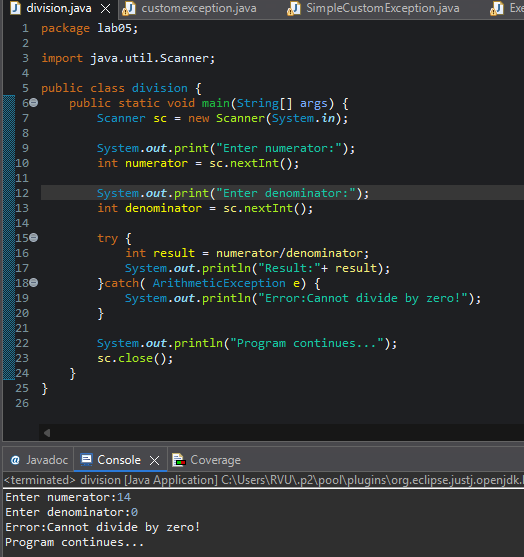 division.java customexception.java SimpleCustomException.java Exe
1 package lab05;
2
3 import java.util.Scanner;
4
5 public class division {
6 public static void main(String[] args) {
7 Scanner sc = new Scanner(System.in);
8
9 System.out.print("Enter numerator:");
10 int numerator = sc.nextInt();
11
12 System.out.print("Enter denominator:");
13 int denominator = sc.nextInt();
14
15 try {
16 int result = numerator/denominator;
17 System.out.println("Result:"+ result);
18 }catch( ArithmeticException e) {
19 System.out.println("Error:Cannot divide by zero!");
20 }
21
22 System.out.println("Program continues...");
23 sc.close();
24 }
25 }
26
@ Javadoc Console Coverage
<terminated> division [Java Application] C:\Users\RVU\.p2\pool\plugins\org.eclipse.justj.openjdk.
Enter numerator:14
Enter denominator:0
Error:Cannot divide by zero!
Program continues...